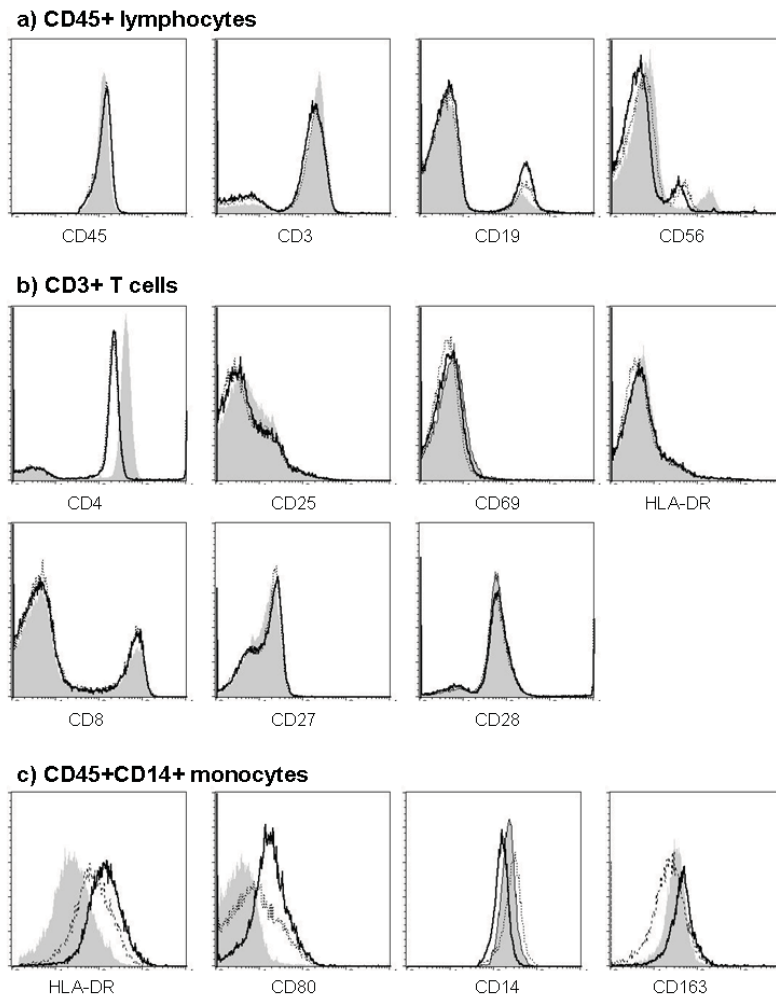 a) CD45+ lymphocytes
CD45 CD3 CD19 CD56
b) CD3+ T cells
CD4 CD25 CD69 HLA-DR
CD8 CD27 CD28
c) CD45+CD14+ monocytes
HLA-DR CD80 CD14 CD163